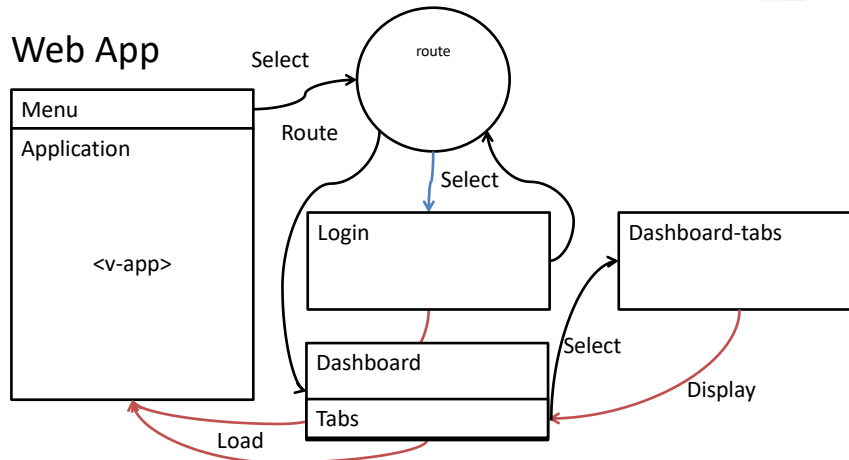 Web App
Select
route
Menu
Route
Application
Select
Login
Dashboard-tabs
<v-app>
Select
Dashboard
Display
Tabs
Load